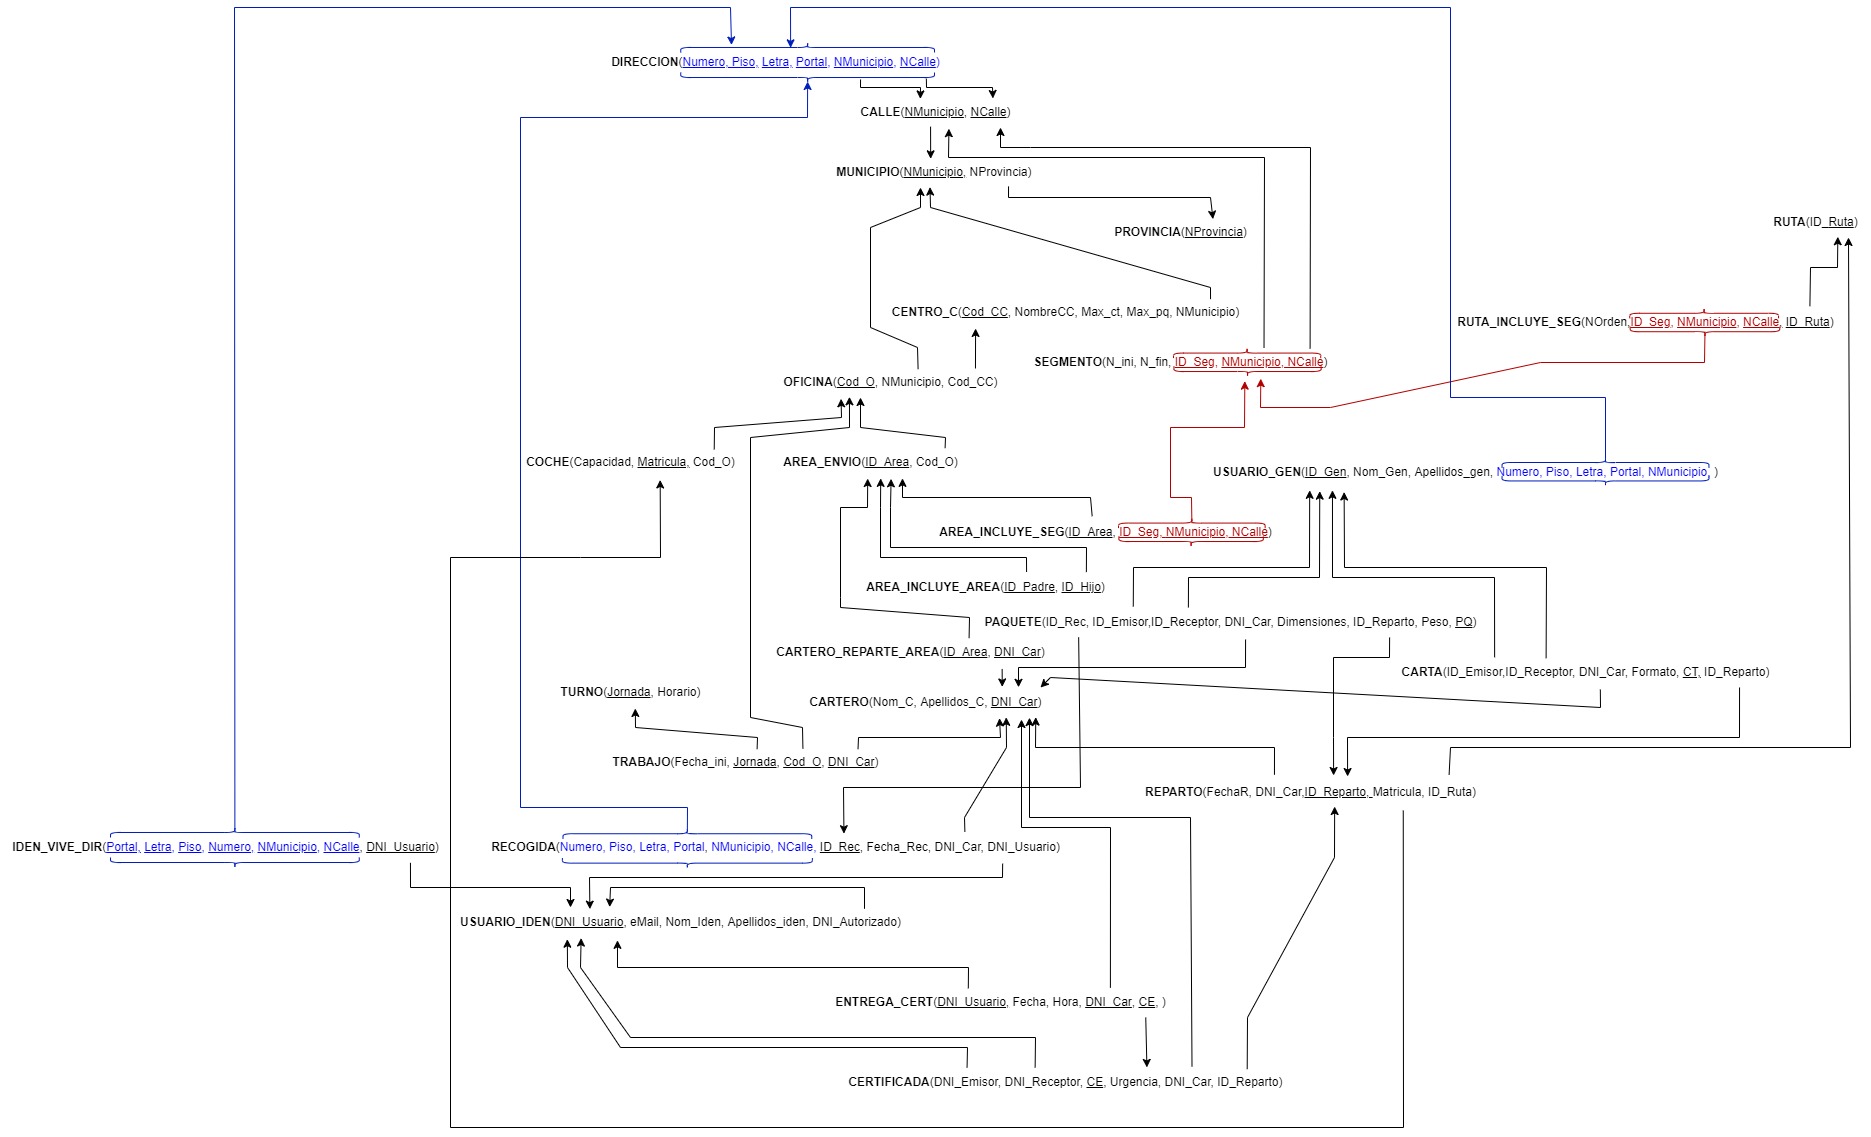 DIRECCION(Numero, Piso, Letra, Portal, NMunicipio, NCalle)
CALLE(NMunicipio, NCalle)
MUNICIPIO(NMunicipio, NProvincia)
PROVINCIA(NProvincia)
RUTA(ID_Ruta)
CENTRO_C(Cod_CC, NombreCC, Max_ct, Max_pq, NMunicipio)
RUTA_INCLUYE_SEG(NOrden,ID_Seg, NMunicipio, NCalle, ID_Ruta)
SEGMENTO(N_ini, N_fin, ID_Seg, NMunicipio, NCalle)
OFICINA(Cod_O, NMunicipio, Cod_CC)
COCHE(Capacidad, Matricula, Cod_O)
AREA_ENVIO(ID_Area, Cod_O)
USUARIO_GEN(ID_Gen, Nom_Gen, Apellidos_gen, Numero, Piso, Letra, Portal, NMunicipio, )
AREA_INCLUYE_SEG(ID_Area, ID_Seg, NMunicipio, NCalle)
AREA_INCLUYE_AREA(ID_Padre, ID_Hijo)
PAQUETE(ID_Rec, ID_Emisor,ID_Receptor, DNI_Car, Dimensiones, ID_Reparto, Peso, PQ)
CARTERO_REPARTE_AREA(ID_Area, DNI_Car)
CARTA(ID_Emisor,ID_Receptor, DNI_Car, Formato, CT, ID_Reparto)
TURNO(Jornada, Horario)
CARTERO(Nom_C, Apellidos_C, DNI_Car)
TRABAJO(Fecha_ini, Jornada, Cod_O, DNI_Car)
REPARTO(FechaR, DNI_Car,ID_Reparto, Matricula, ID_Ruta)
IDEN_VIVE_DIR(Portal, Letra, Piso, Numero, NMunicipio, NCalle, DNI_Usuario)
RECOGIDA(Numero, Piso, Letra, Portal, NMunicipio, NCalle, ID_Rec, Fecha_Rec, DNI_Car, DNI_Usuario)
USUARIO_IDEN(DNI_Usuario, eMail, Nom_Iden, Apellidos_iden, DNI_Autorizado)
ENTREGA_CERT(DNI_Usuario, Fecha, Hora, DNI_Car, CE, )
CERTIFICADA(DNI_Emisor, DNI_Receptor, CE, Urgencia, DNI_Car, ID_Reparto)